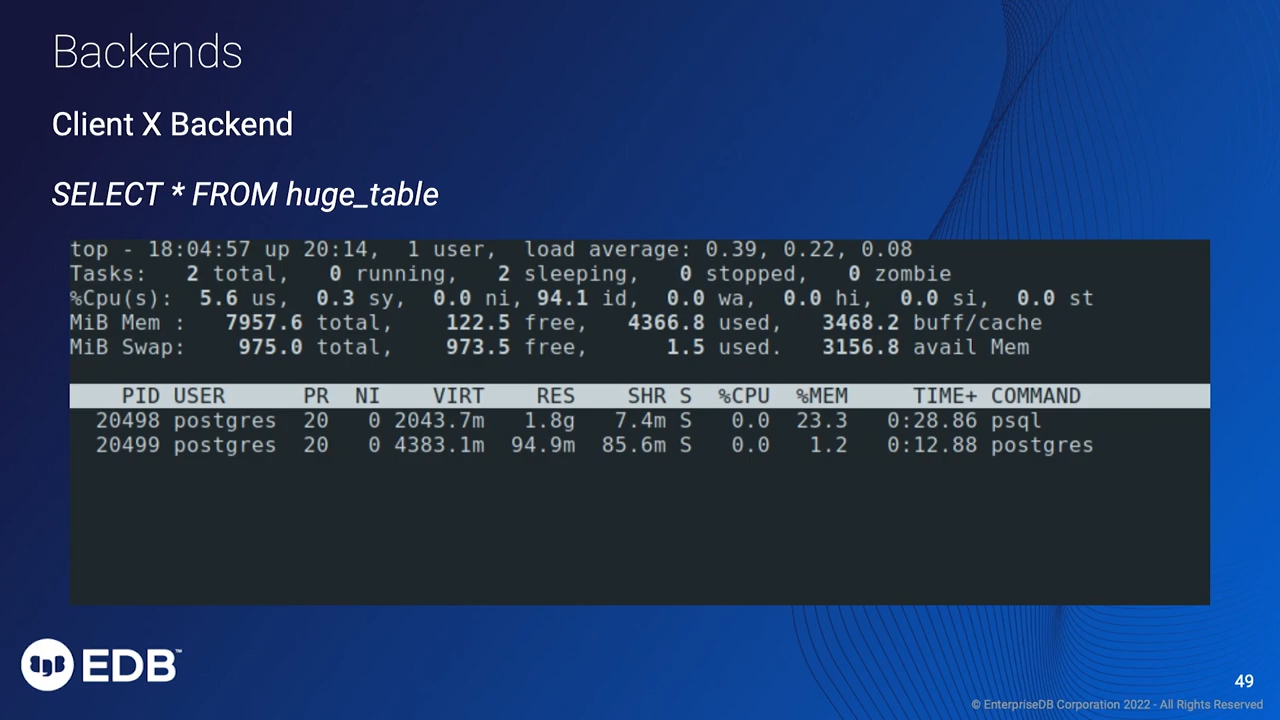 Backends
Client X Backend
SELECT * FROM huge_table
top - 18:04:57 up 20:14,  1 user,  load average: 0.39, 0.22, 0.08
Tasks:   2 total,   0 running,   2 sleeping,   0 stopped,   0 zombie
%Cpu(s):  5.6 us,  0.3 sy,  0.0 ni, 94.1 id,  0.0 wa,  0.0 hi,  0.0 si,  0.0 st
MiB Mem :   7957.6 total,    122.5 free,   4366.8 used,   3468.2 buff/cache
MiB Swap:    975.0 total,    973.5 free,      1.5 used.   3156.8 avail Mem
PID USER      PR  NI    VIRT    RES    SHR S  %CPU  %MEM     TIME+ COMMAND
20498 postgres  20   0 2043.7m   1.8g   7.4m S   0.0  23.3   0:28.86 psql
20499 postgres  20   0 4383.1m  94.9m  85.6m S   0.0   1.2   0:12.88 postgres
EDB™
49
© EnterpriseDB Corporation 2022 - All Rights Reserved